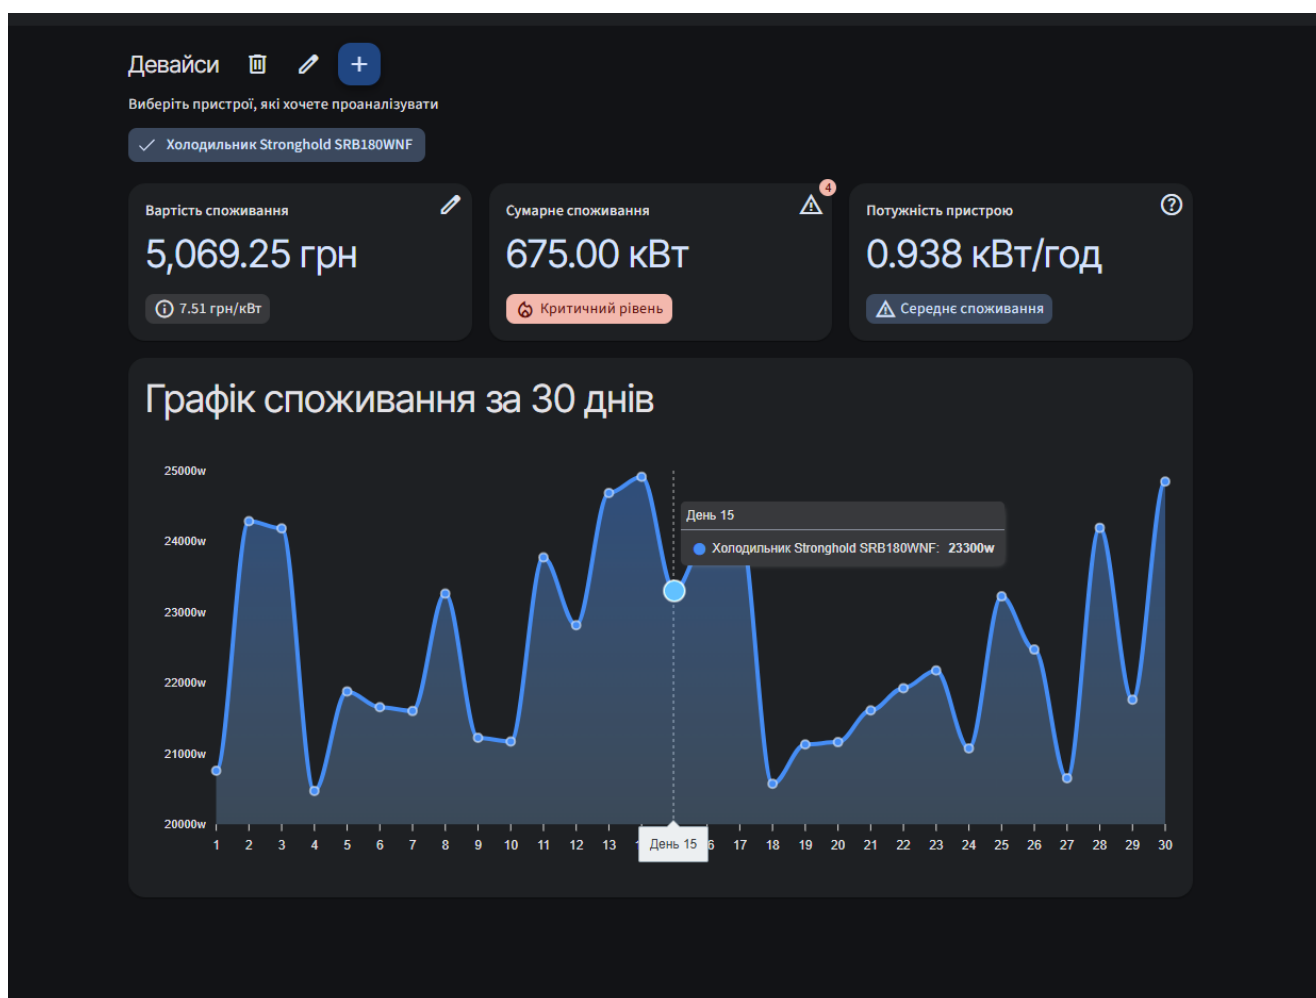 Девайси
Виберіть пристрої, які хочете проаналізувати
Холодильник Stronghold SRB180WNF
Вартість споживання
5,069.25 грн
7.51 грн/кВт
Сумарне споживання
4
675.00 кВт
Критичний рівень
Потужність пристрою
0.938 кВт/год
Середнє споживання
Графік споживання за 30 днів
25000w
24000w
23000w
22000w
21000w
20000w
День 15
Холодильник Stronghold SRB180WNF: 23300w
1 2 3 4 5 6 7 8 9 10 11 12 13 День 15 17 18 19 20 21 22 23 24 25 26 27 28 29 30